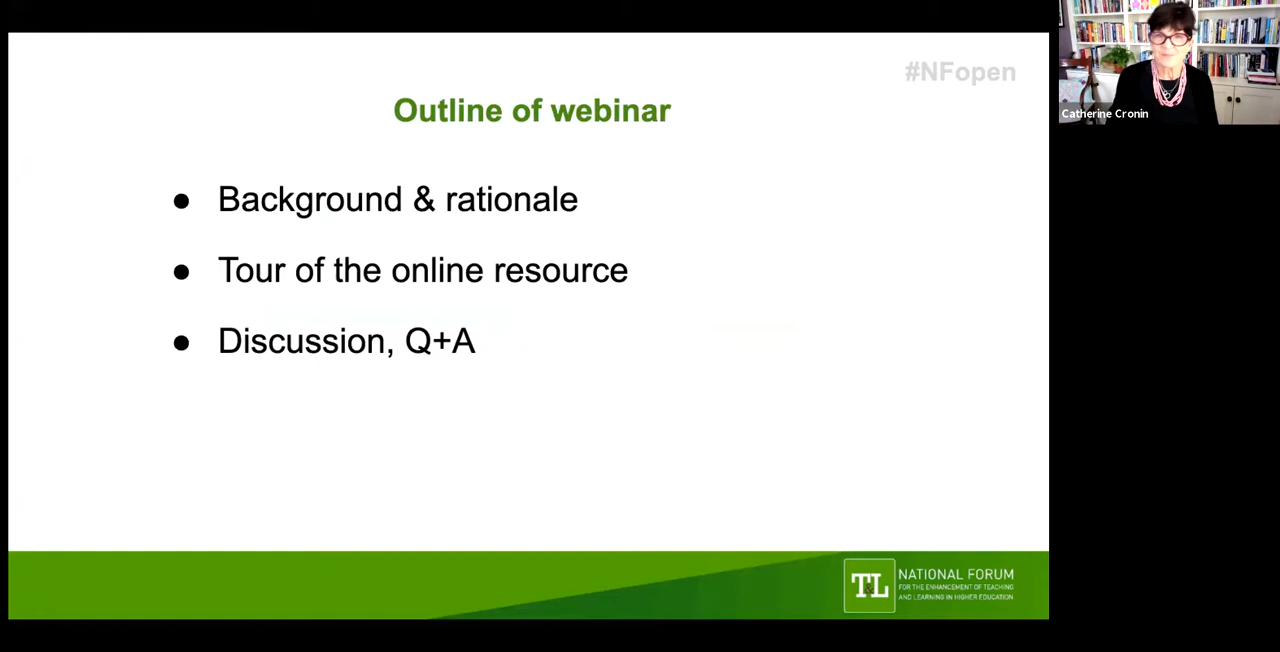 #NFopen
Outline of webinar
● Background & rationale
● Tour of the online resource
● Discussion, Q+A
T&L
NATIONAL FORUM
FOR THE ENHANCEMENT OF TEACHING
AND LEARNING IN HIGHER EDUCATION
Catherine Cronin